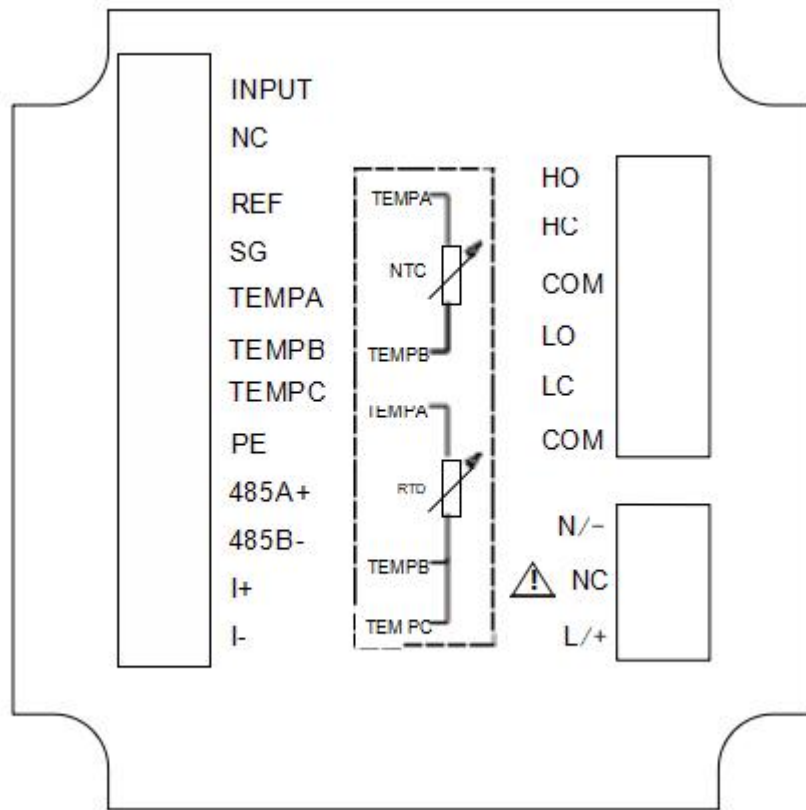 INPUT
NC
REF
SG
TEMPA
TEMPB
TEMPC
PE
485A+
485B-
I+
I-
TEMPA
NTC
TEMPB
TEMPA
RTD
TEMPB
TEM PC
HO
HC
COM
LO
LC
COM
N/-
NC
L/+